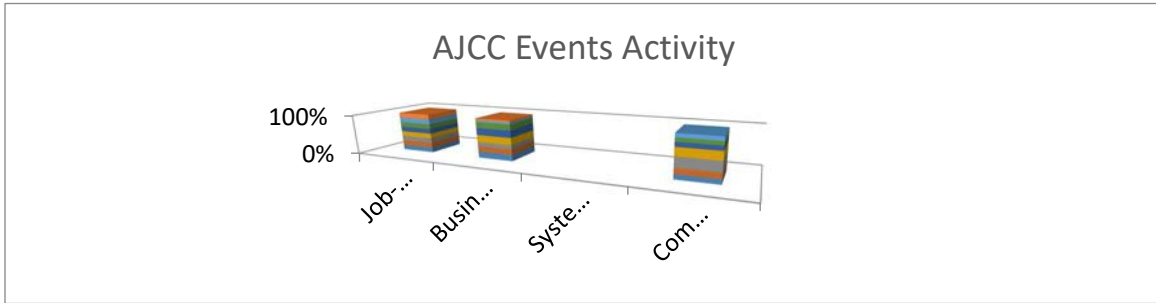 AJCC Events Activity
100%
0%
Job-...
Busin...
Syste...
Com...